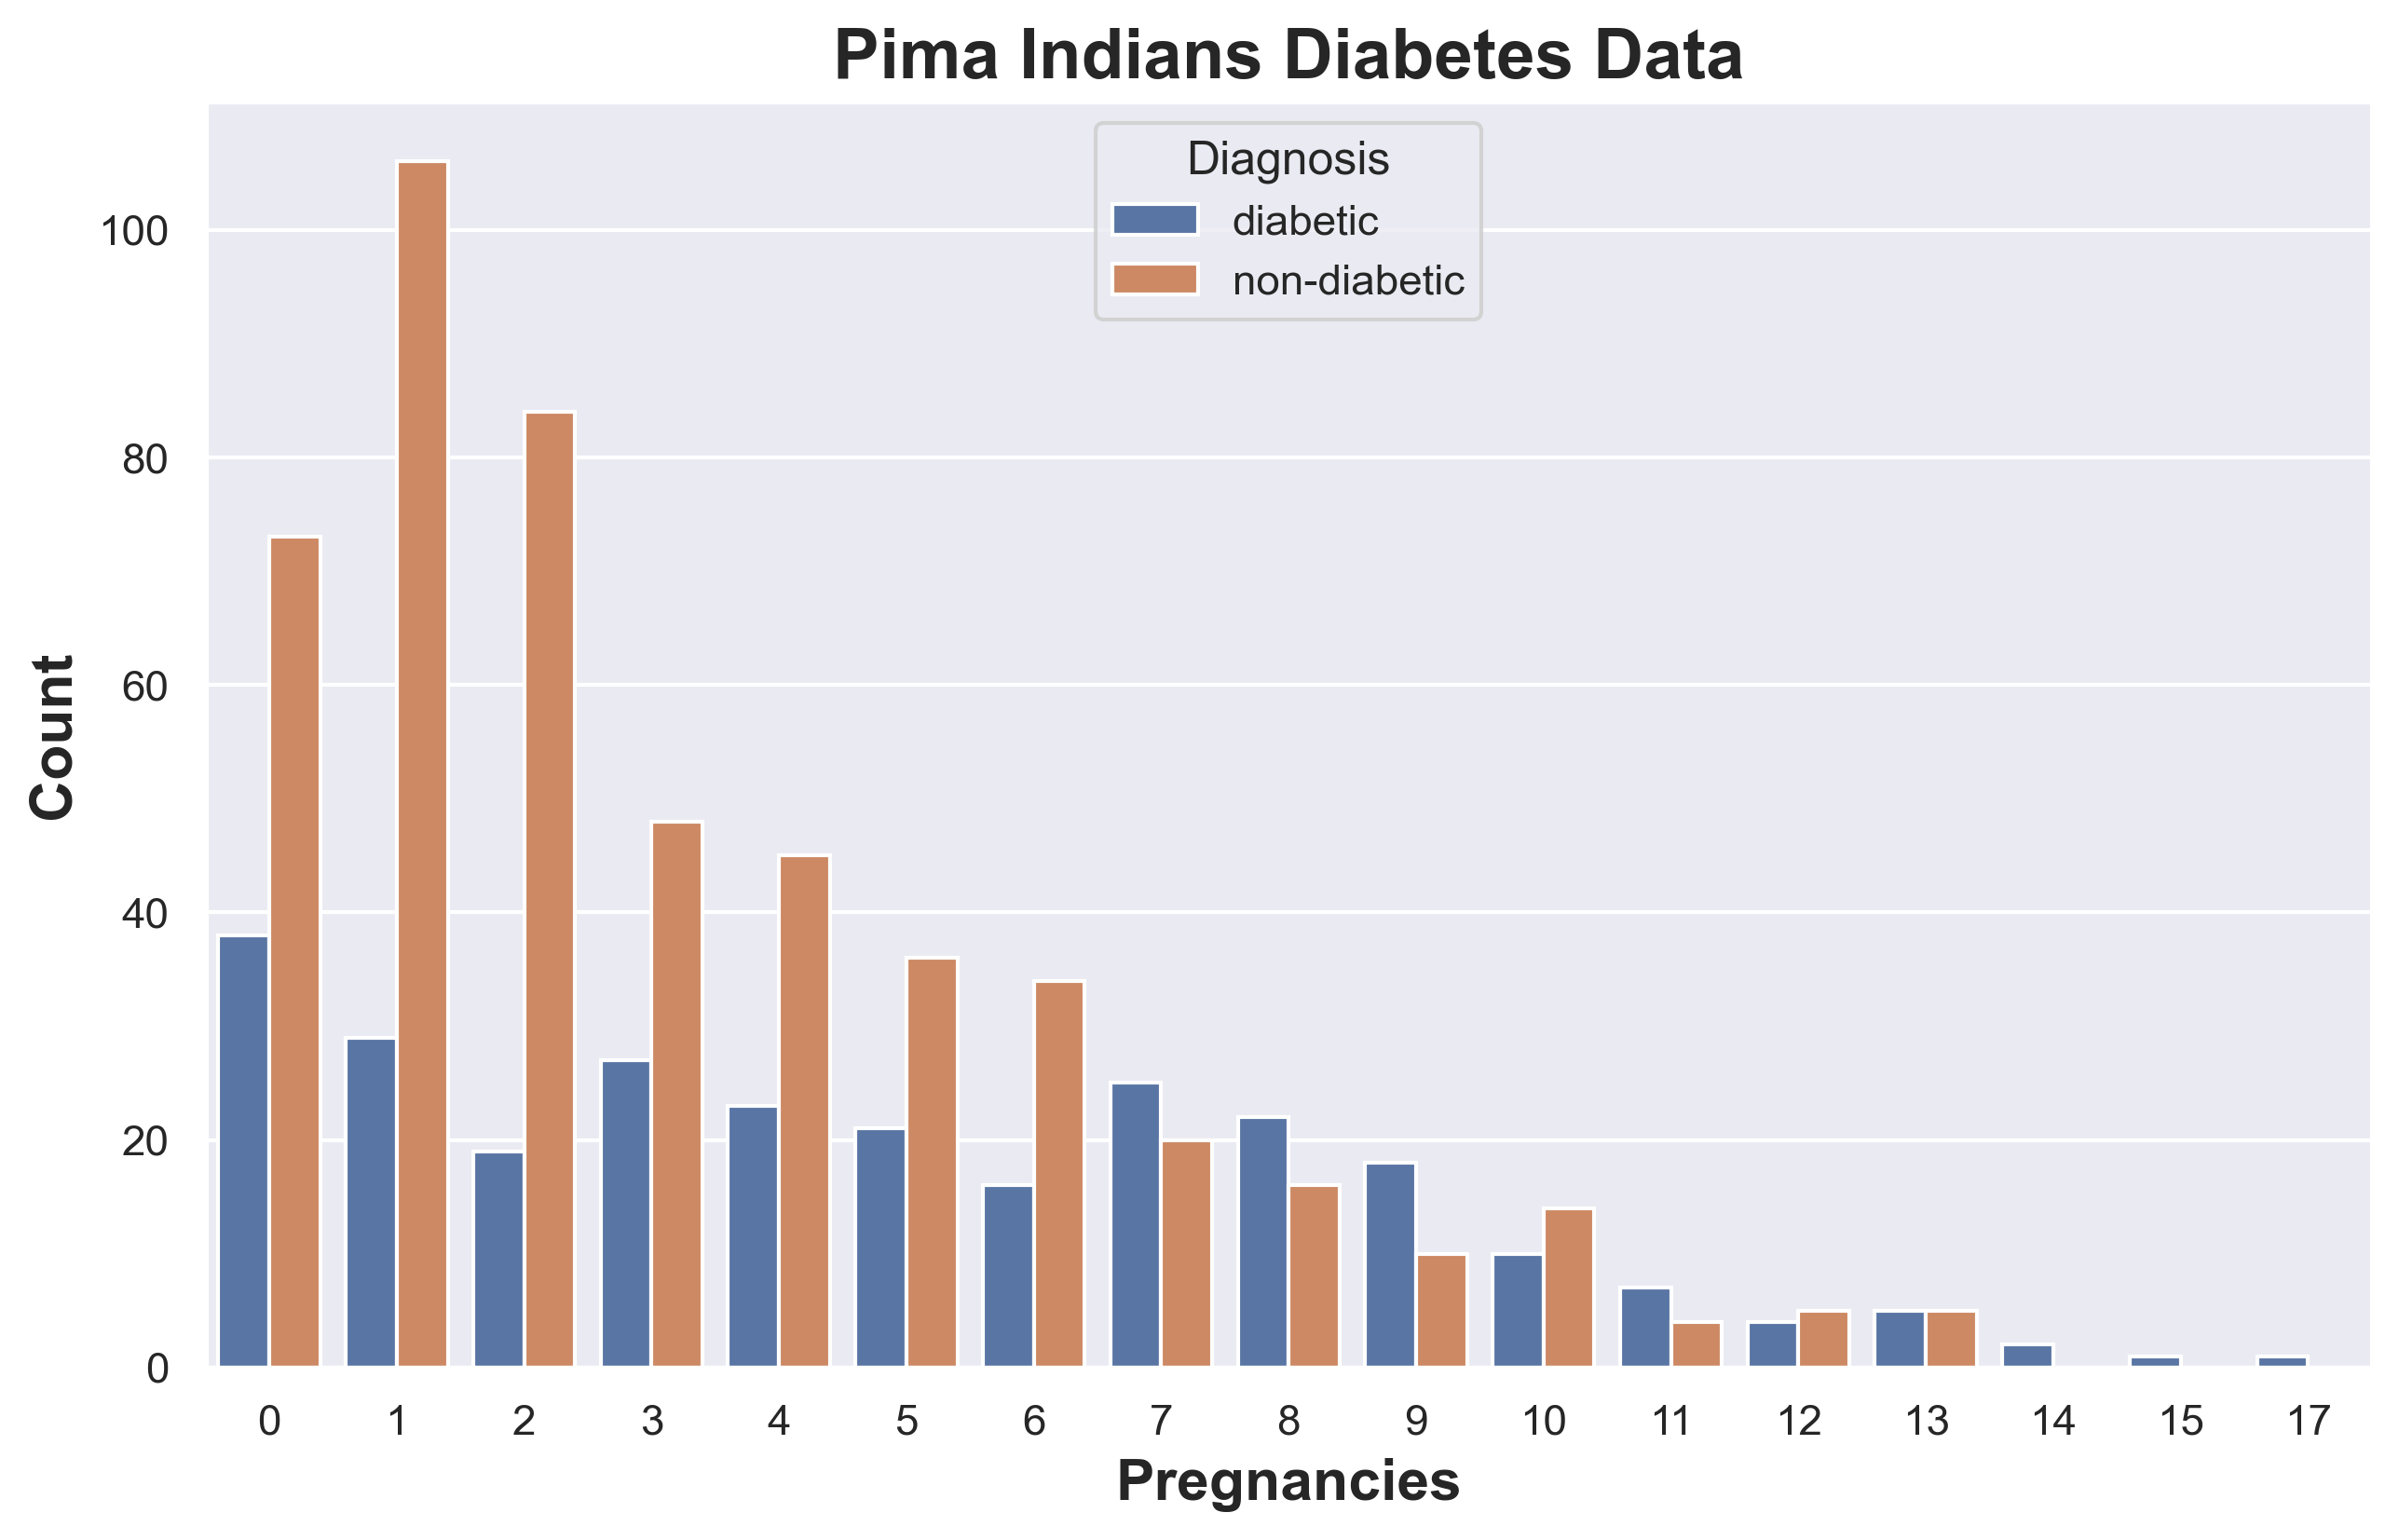 Pima Indians Diabetes Data
Diagnosis
diabetic
non-diabetic
100
80
60
40
20
0
Count
0 1 2 3 4 5 6 7 8 9 10 11 12 13 14 15 17
Pregnancies